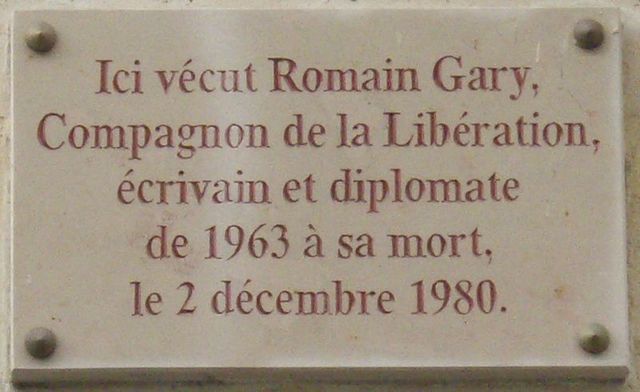 Ici vécut Romain Gary,
Compagnon de la Libération,
écrivain et diplomate
de 1963 à sa mort,
le 2 décembre 1980.